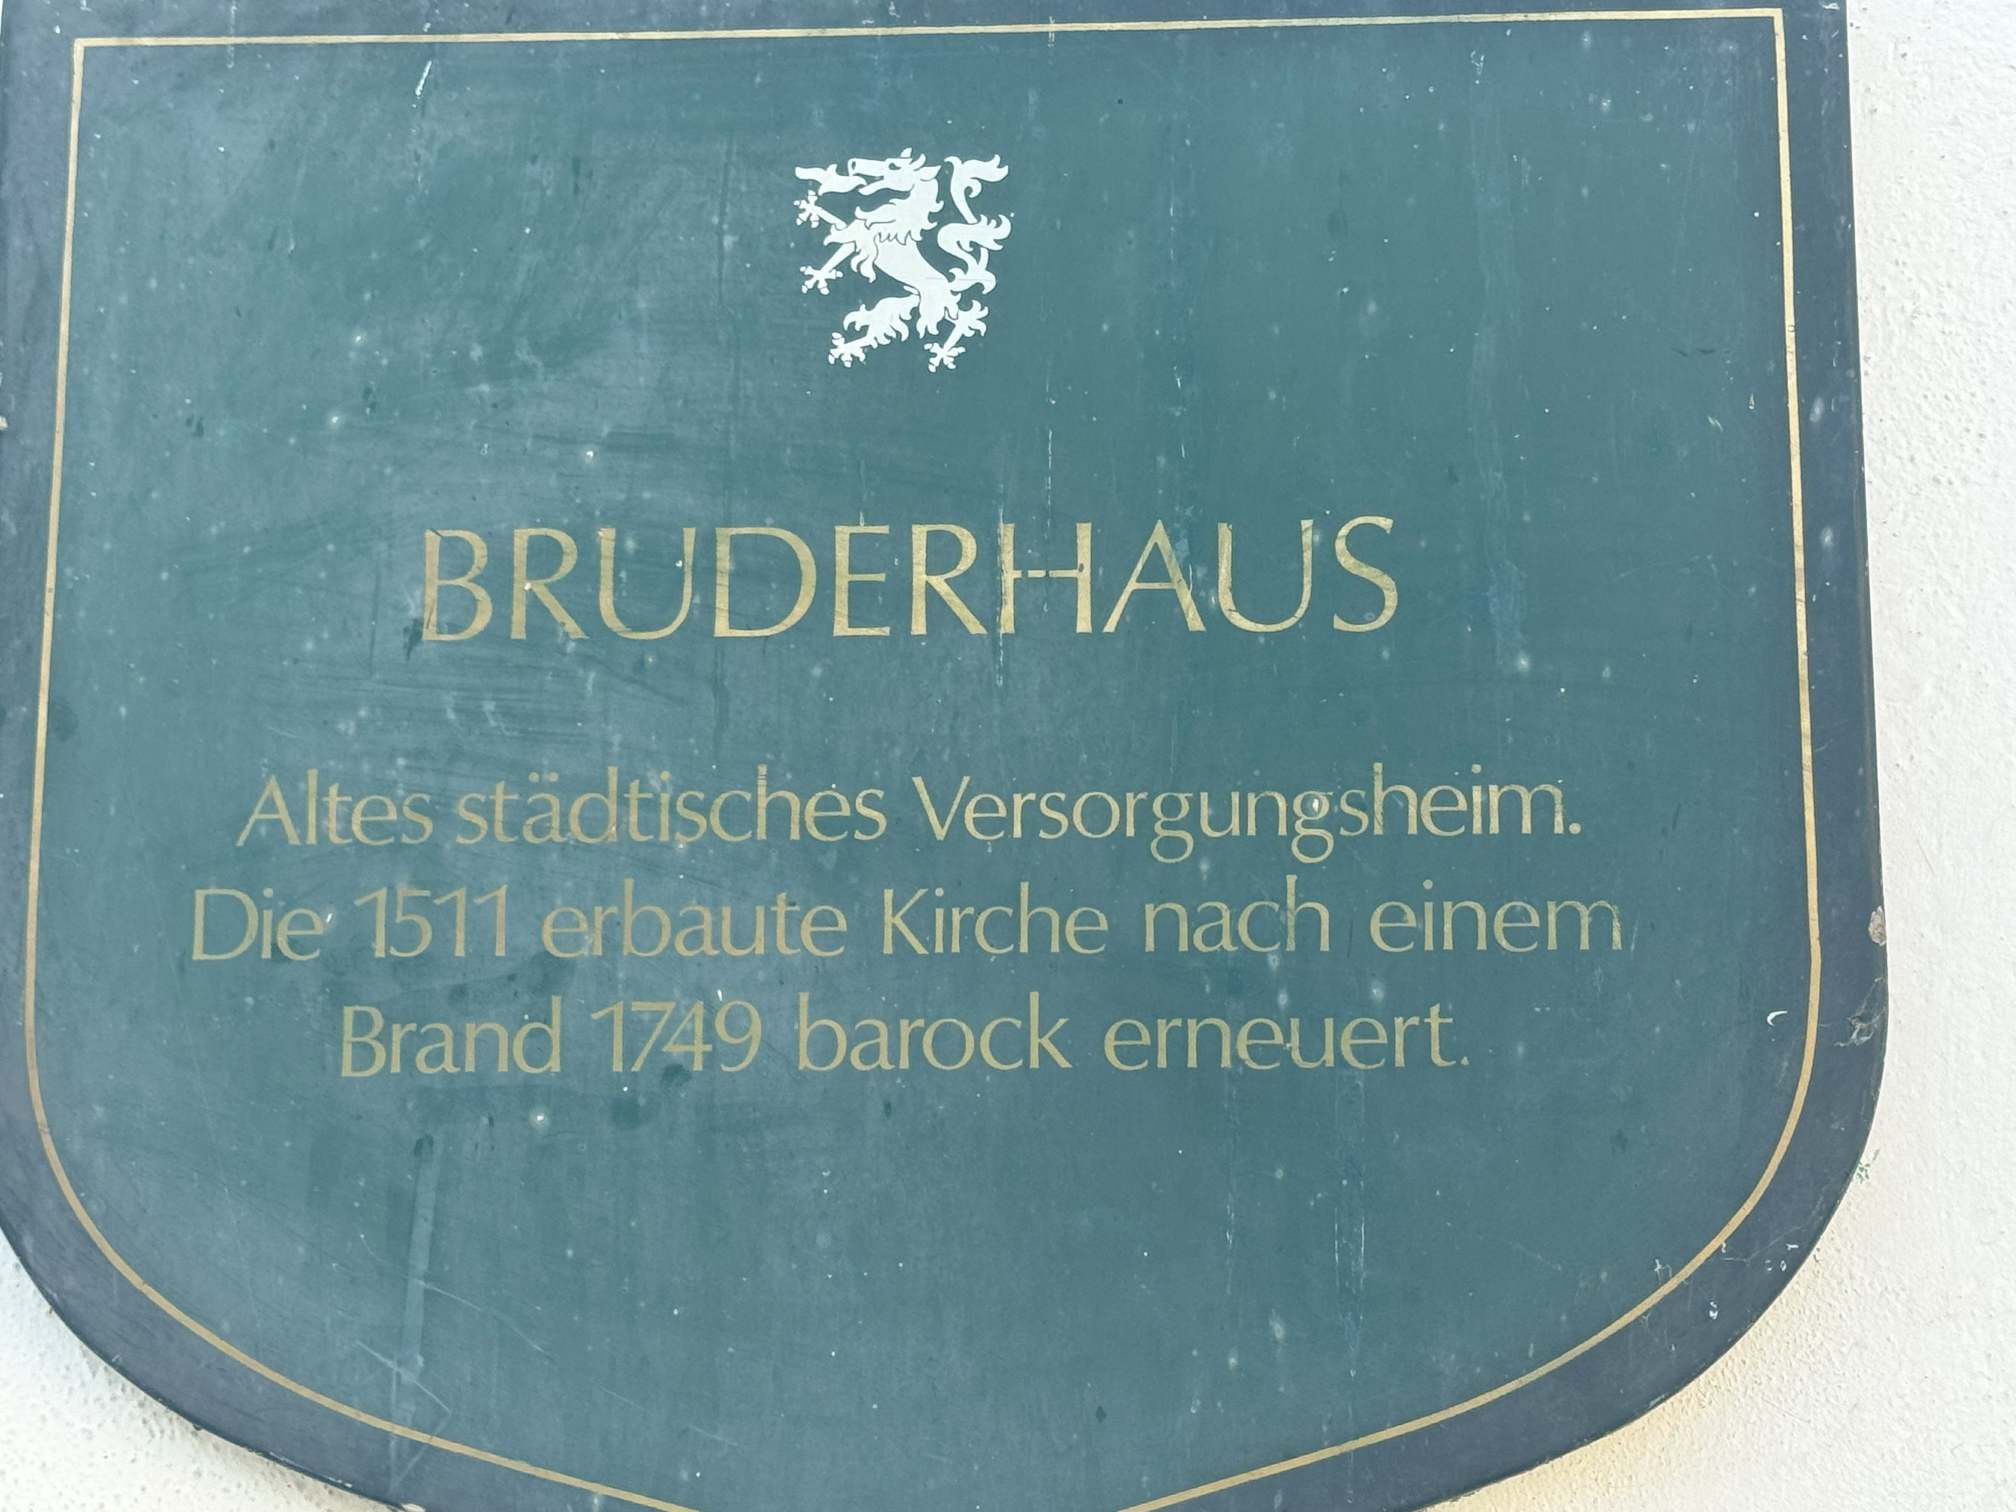 BRUDERHAUS
Altes städtisches Versorgungsheim.
Die 1511 erbaute Kirche nach einem
Brand 1749 barock erneuert.